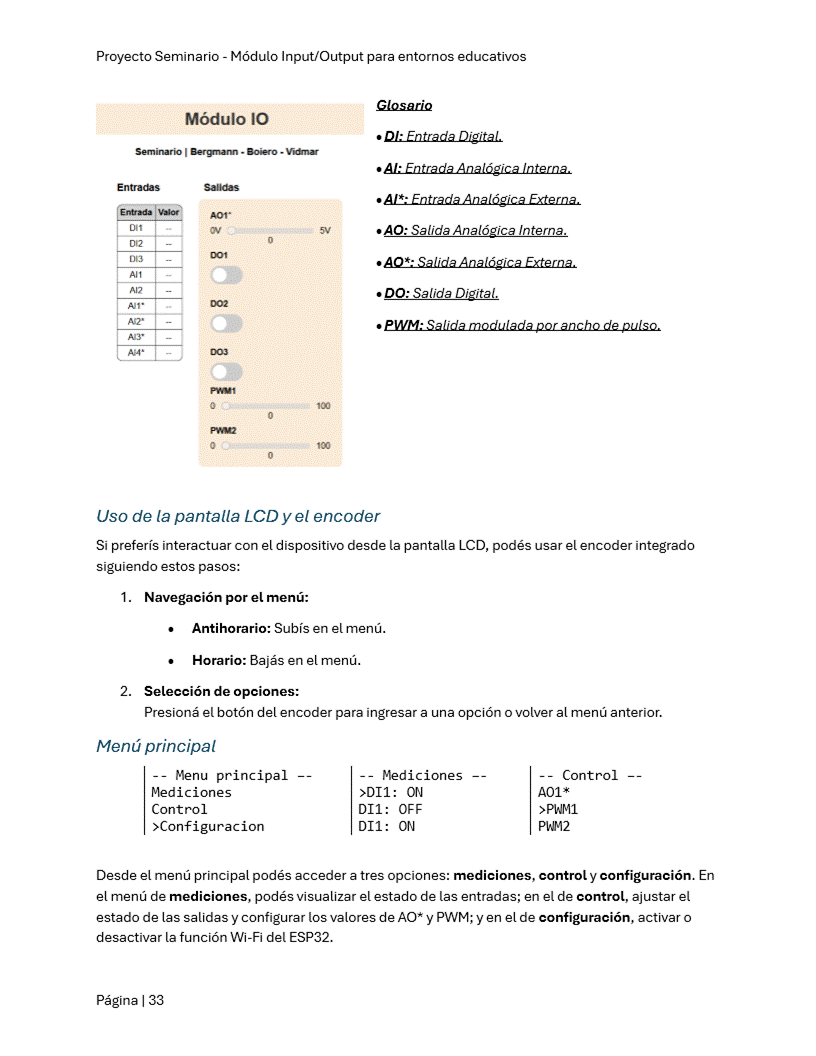 Proyecto Seminario - Módulo Input/Output para entornos educativos
Módulo IO
Seminario | Bergmann - Boiero - Vidmar
Entradas
Entrada Valor
DI1 --
DI2 --
DI3 --
AI1 --
AI2 --
AI1* --
AI2* --
AI3* --
AI4* --
Salidas
AO1*
0V 5V
0
DO1
DO2
DO3
PWM1
0 100
0
PWM2
0 100
0
Glosario
• DI: Entrada Digital.
• AI: Entrada Analógica Interna.
• AI*: Entrada Analógica Externa.
• AO: Salida Analógica Interna.
• AO*: Salida Analógica Externa.
• DO: Salida Digital.
• PWM: Salida modulada por ancho de pulso.
Uso de la pantalla LCD y el encoder
Si preferís interactuar con el dispositivo desde la pantalla LCD, podés usar el encoder integrado
siguiendo estos pasos:
1. Navegación por el menú:
• Antihorario: Subís en el menú.
• Horario: Bajás en el menú.
2. Selección de opciones:
Presioná el botón del encoder para ingresar a una opción o volver al menú anterior.
Menú principal
-- Menu principal --
Mediciones
Control
>Configuracion
-- Mediciones --
>DI1: ON
DI1: OFF
DI1: ON
-- Control --
AO1*
>PWM1
PWM2
Desde el menú principal podés acceder a tres opciones: mediciones, control y configuración. En
el menú de mediciones, podés visualizar el estado de las entradas; en el de control, ajustar el
estado de las salidas y configurar los valores de AO* y PWM; y en el de configuración, activar o
desactivar la función Wi-Fi del ESP32.
Página | 33